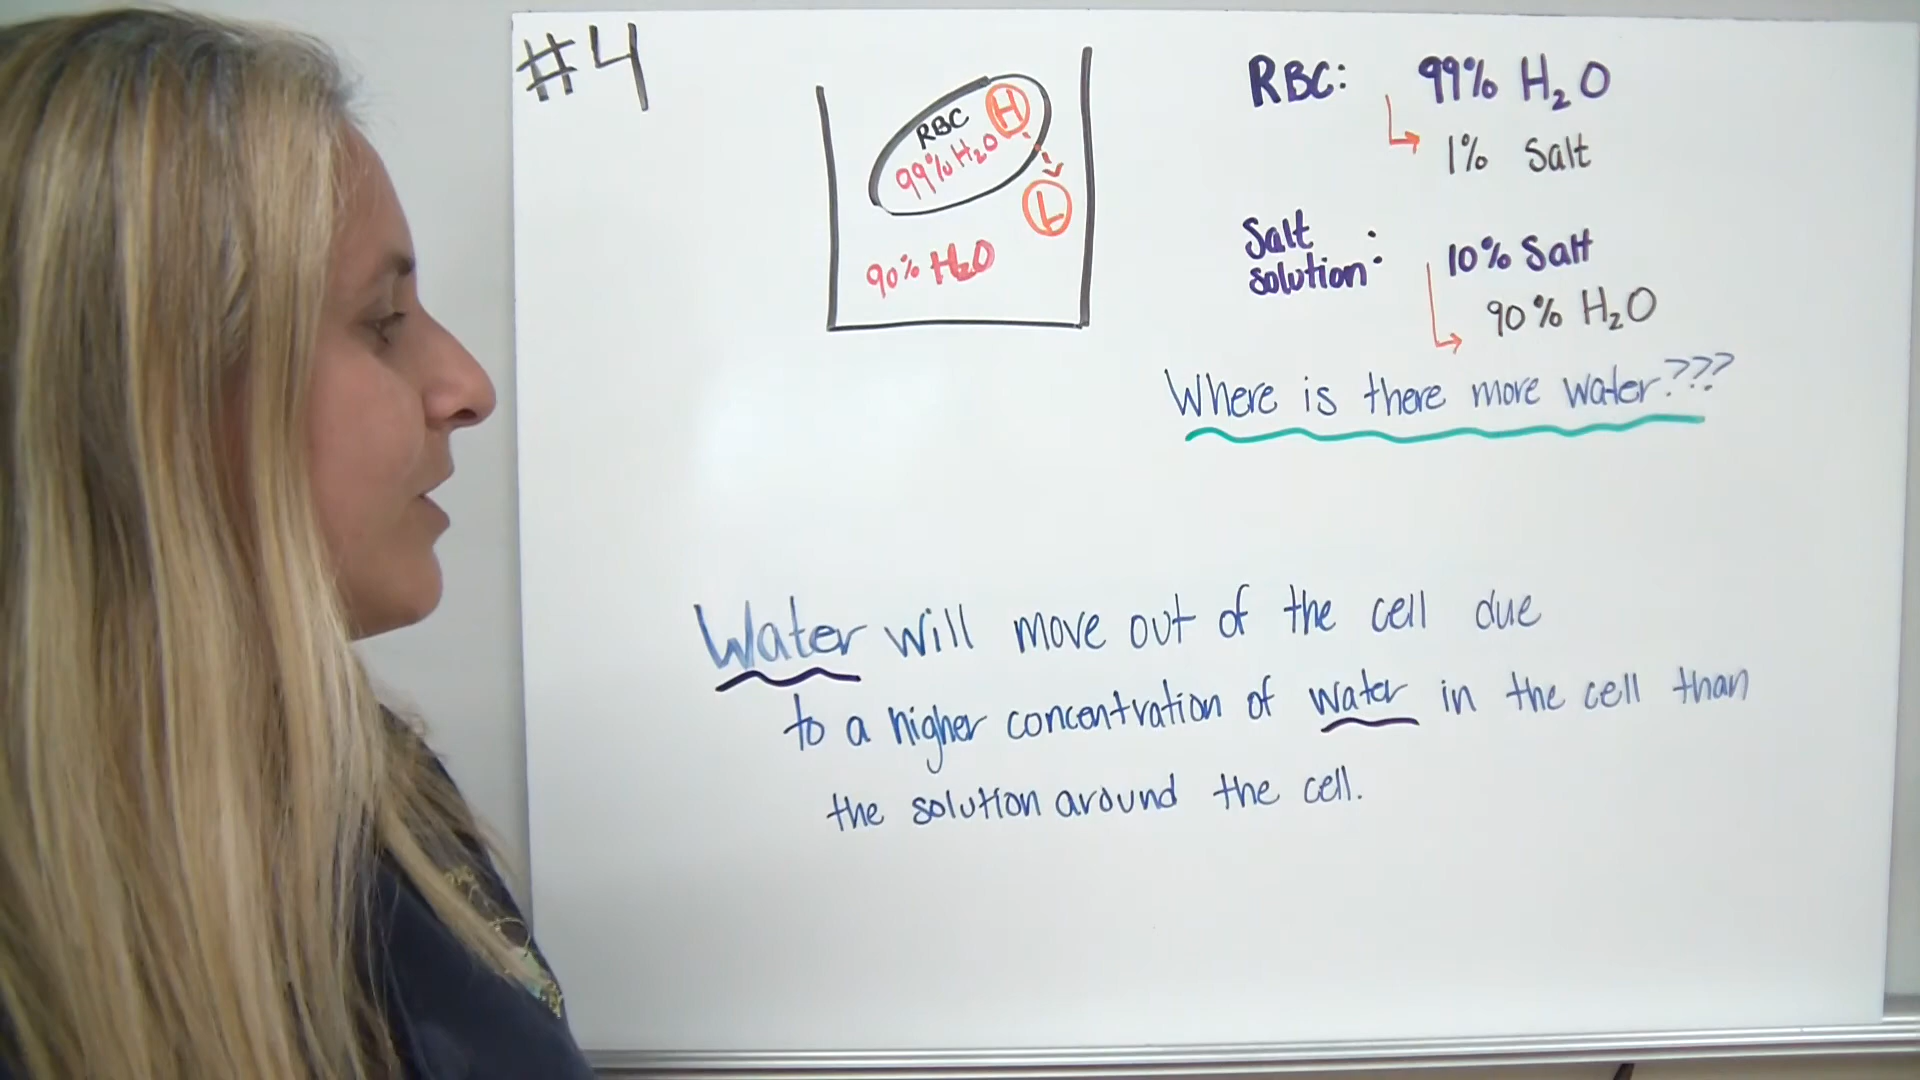 #4
RBC
99% H₂O
H
L
90% H₂O
RBC: 99% H₂O
1% Salt
Salt
solution: 10% Salt
90% H₂O
Where is there more water???
Water will move out of the cell due
to a higher concentration of water in the cell than
the solution around the cell.